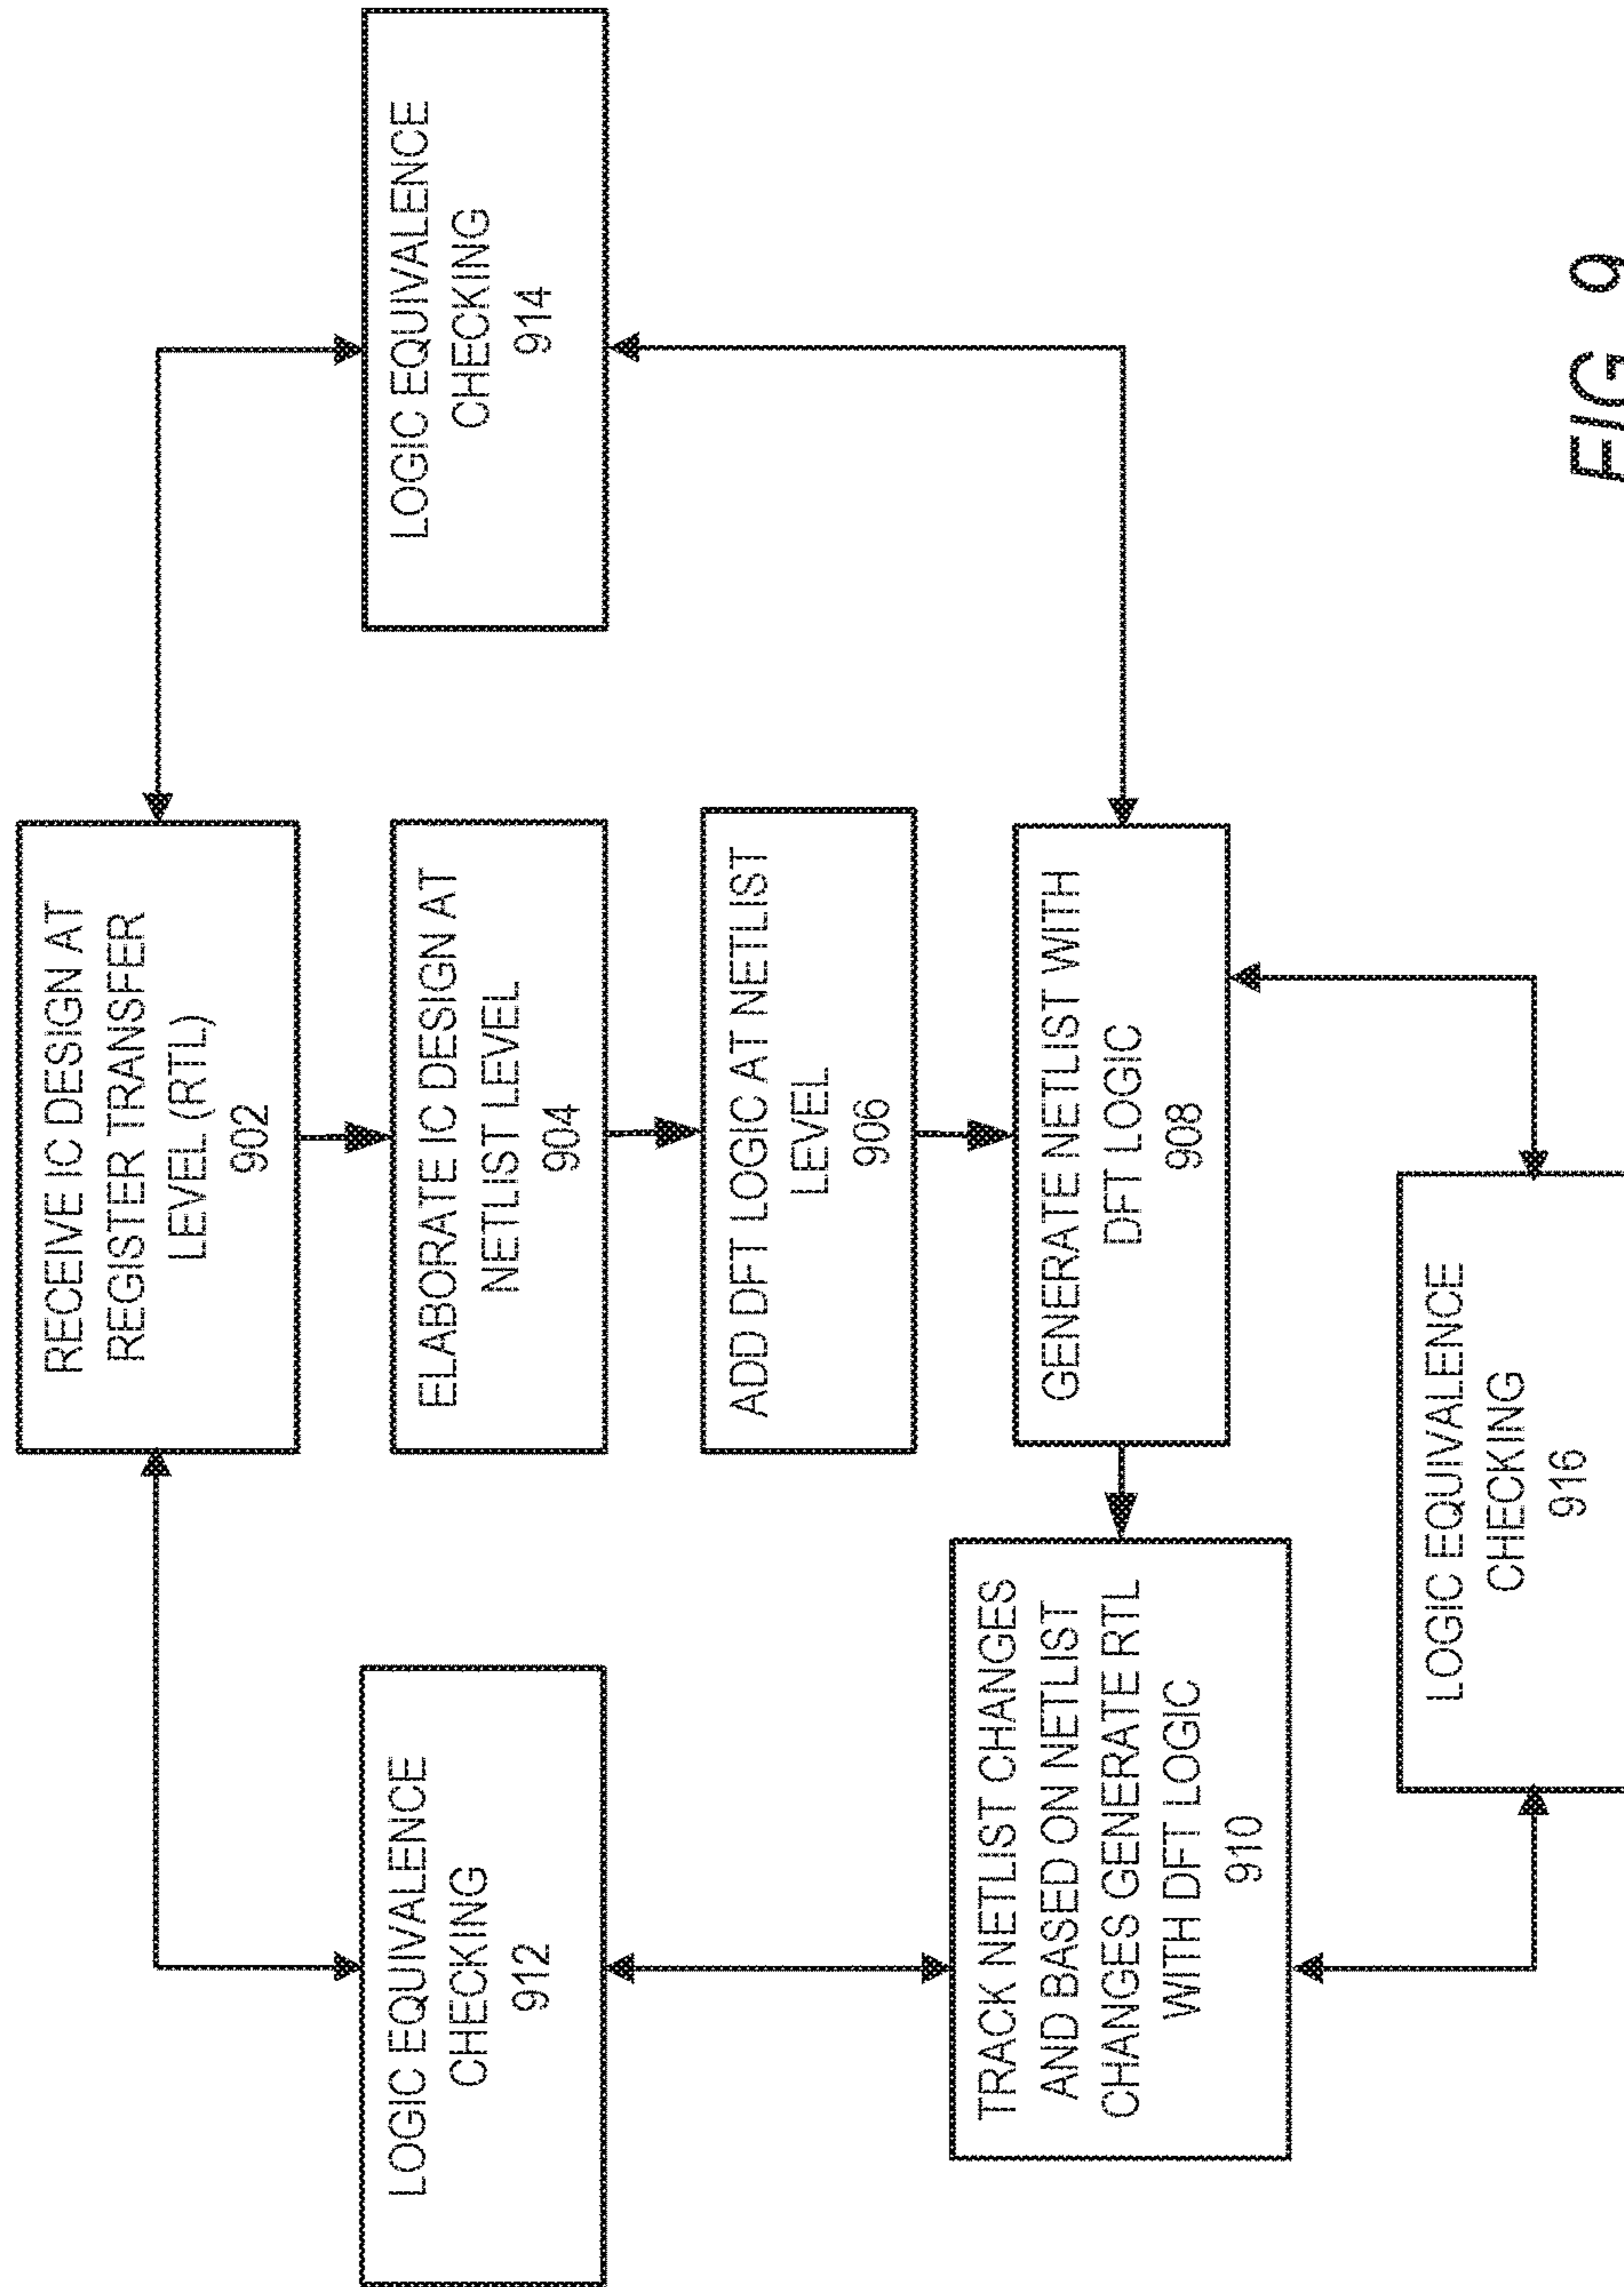 RECEIVE IC DESIGN AT
REGISTER TRANSFER
LEVEL (RTL)
902
ELABORATE IC DESIGN AT
NETLIST LEVEL
904
ADD DFT LOGIC AT NETLIST
LEVEL
906
GENERATE NETLIST WITH
DFT LOGIC
908
TRACK NETLIST CHANGES
AND BASED ON NETLIST
CHANGES GENERATE RTL
WITH DFT LOGIC
910
LOGIC EQUIVALENCE
CHECKING
912
LOGIC EQUIVALENCE
CHECKING
914
LOGIC EQUIVALENCE
CHECKING
916
FIG. 9